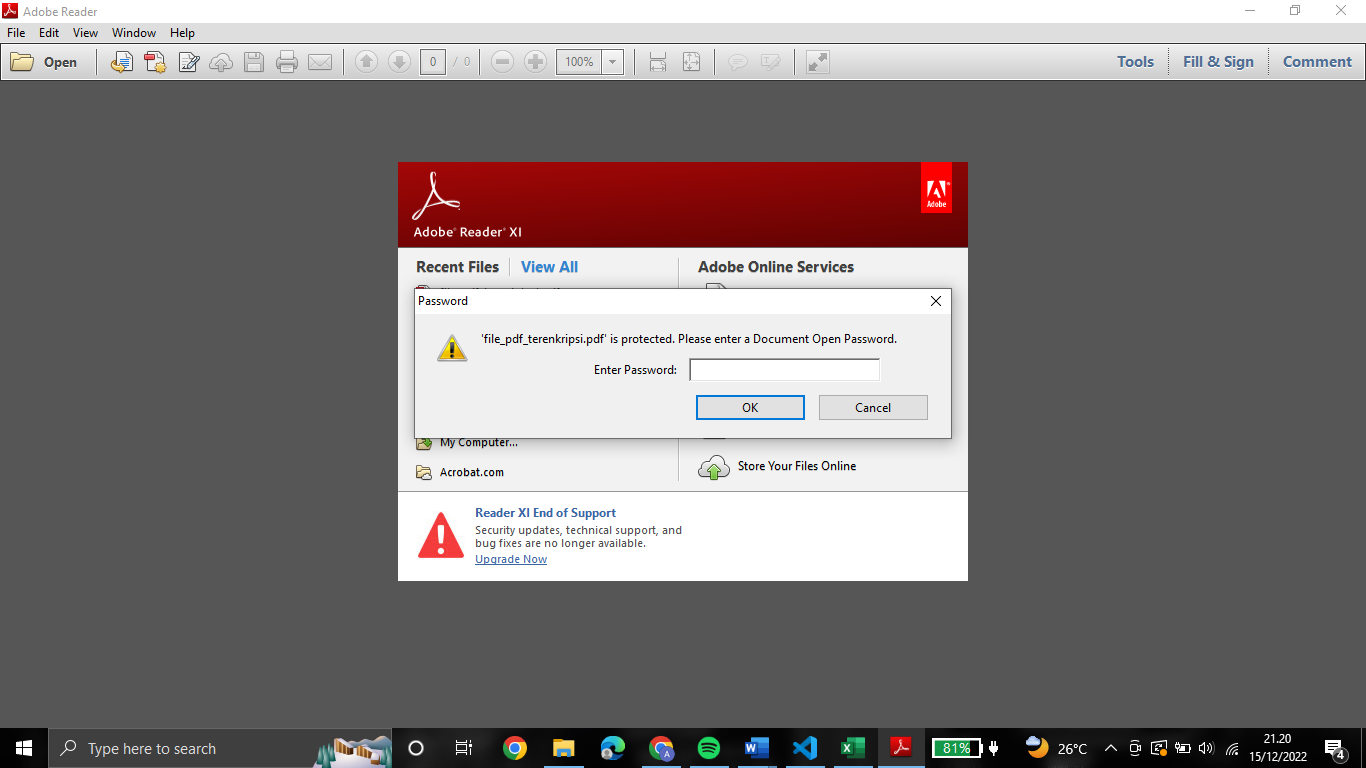 Adobe Reader
File Edit View Window Help
Open
0 / 0
100%
Tools
Fill & Sign
Comment
Adobe
Adobe® Reader® XI
Recent Files
View All
Adobe Online Services
Password
'file_pdf_terenkripsi.pdf' is protected. Please enter a Document Open Password.
Enter Password:
OK
Cancel
My Computer...
Acrobat.com
Store Your Files Online
Reader XI End of Support
Security updates, technical support, and
bug fixes are no longer available.
Upgrade Now
Type here to search
81%
26°C
21.20
15/12/2022
4